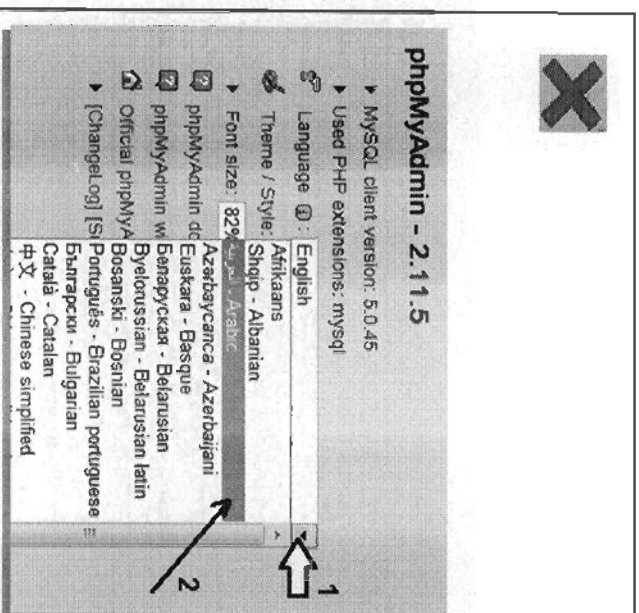 phpMyAdmin - 2.11.5
MySQL client version: 5.0.45
Used PHP extensions: mysql
Language : English
Afrikaans
Theme / Style:
Shqip - Albanian
العربية - Arabic
Font size: 82%
Azərbaycanca - Azerbaijani
phpMyAdmin do
Euskara - Basque
phpMyAdmin wi
Беларуская - Belarusian
Byelorussian - Belarusian latin
Official phpMyA
Bosanski - Bosnian
[ChangeLog] [S
Português - Brazilian portuguese
Български - Bulgarian
Català - Catalan
中文 - Chinese simplified
1
2